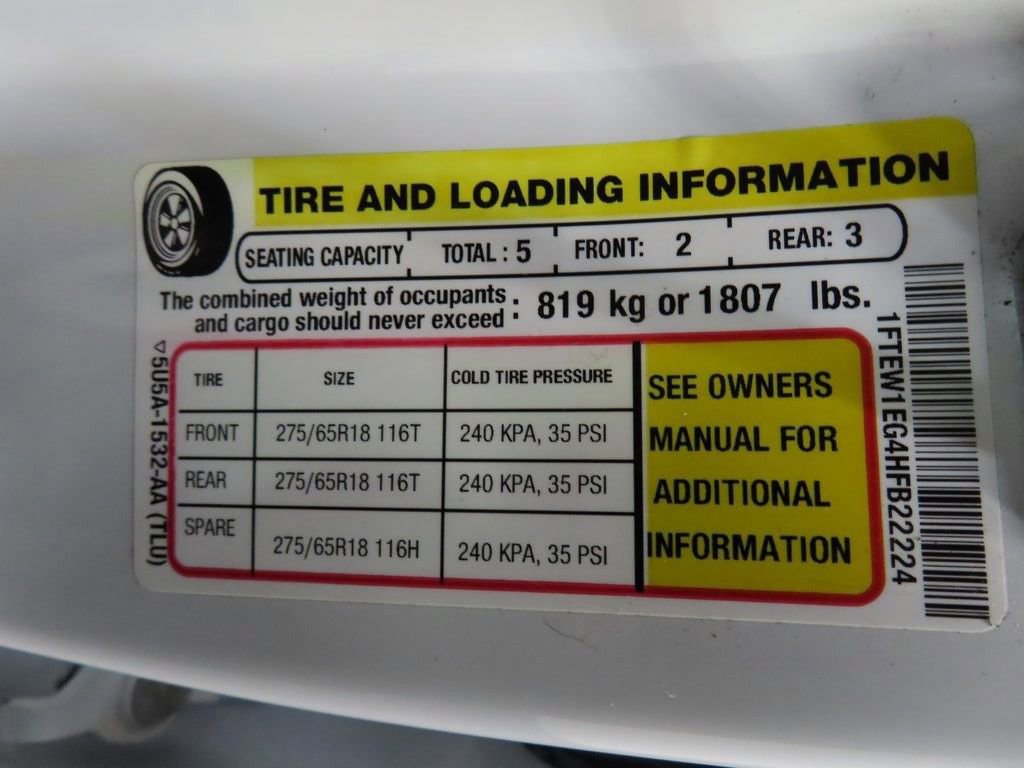 TIRE AND LOADING INFORMATION
SEATING CAPACITY TOTAL : 5 FRONT: 2 REAR: 3
The combined weight of occupants
and cargo should never exceed : 819 kg or 1807 lbs.
TIRE SIZE COLD TIRE PRESSURE
FRONT 275/65R18 116T 240 KPA, 35 PSI
REAR 275/65R18 116T 240 KPA, 35 PSI
SPARE 275/65R18 116H 240 KPA, 35 PSI
SEE OWNERS
MANUAL FOR
ADDITIONAL
INFORMATION
5U5A-1532-AA (TLU)
1FTEW1EG4HFB22224